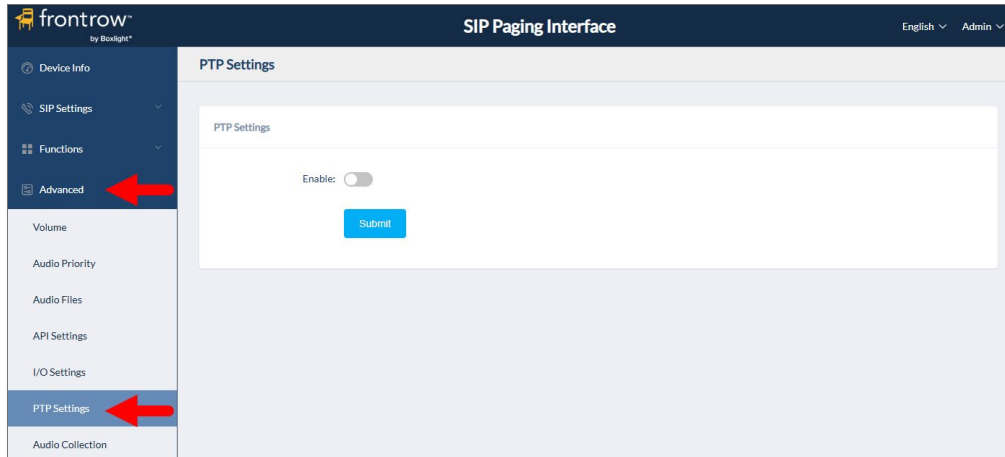 frontrow™
by Boxlight®
SIP Paging Interface
English
Admin
Device Info
PTP Settings
SIP Settings
PTP Settings
Functions
Enable:
Advanced
Submit
Volume
Audio Priority
Audio Files
API Settings
I/O Settings
PTP Settings
Audio Collection